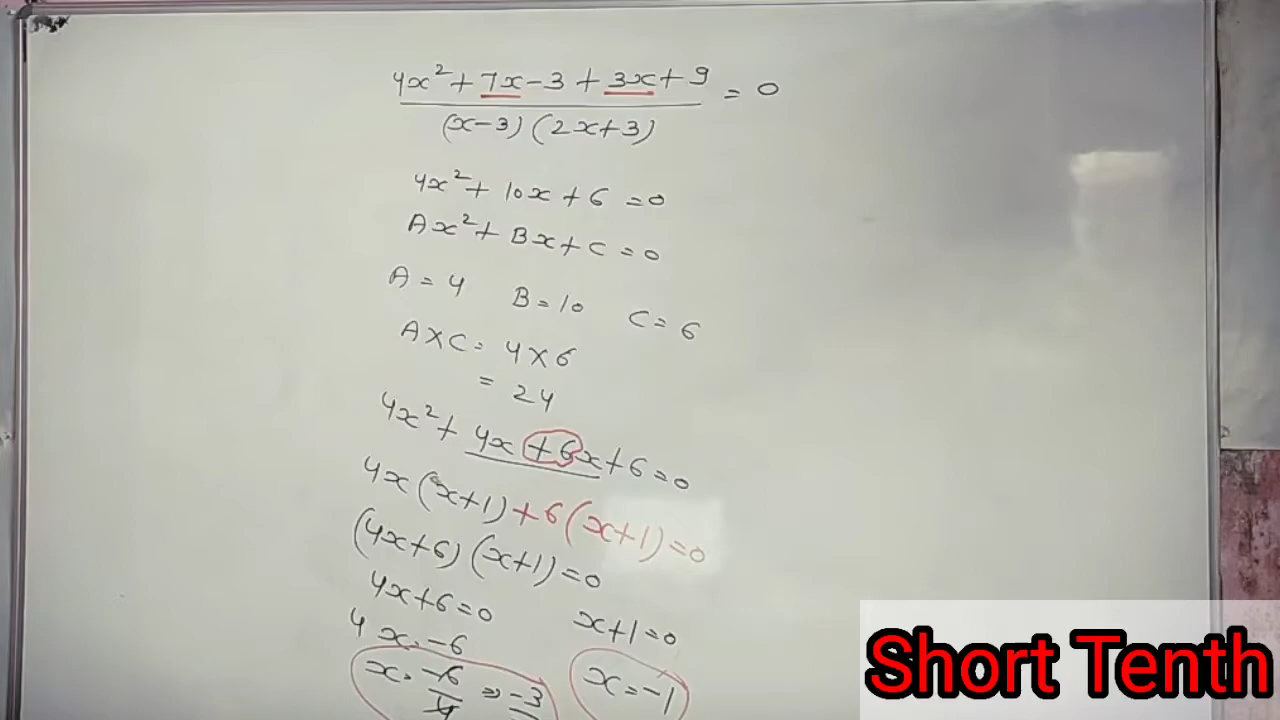 4x² + 7x - 3 + 3x + 9 = 0
(x-3) (2x+3)
4x² + 10x + 6 = 0
Ax² + Bx + C = 0
A = 4 B = 10 C = 6
A×C = 4×6
= 24
4x² + 4x + 6x + 6 = 0
4x (x+1) + 6 (x+1) = 0
(4x+6) (x+1) = 0
4x+6=0 x+1=0
4x = -6
x = -6/4 ⇒ -3 x = -1
Short Tenth